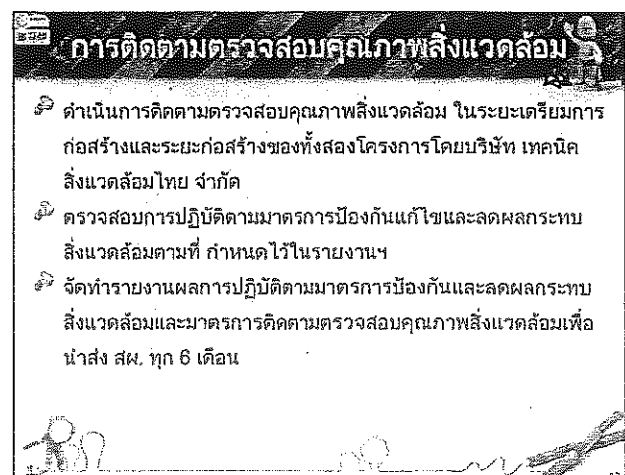 การติดตามตรวจสอบคุณภาพสิ่งแวดล้อม
ดำเนินการติดตามตรวจสอบคุณภาพสิ่งแวดล้อม ในระยะเตรียมการ
ก่อสร้างและระยะก่อสร้างของทั้งสองโครงการโดยบริษัท เทคนิค
สิ่งแวดล้อมไทย จำกัด
ตรวจสอบการปฏิบัติตามมาตรการป้องกันแก้ไขและลดผลกระทบ
สิ่งแวดล้อมตามที่ กำหนดไว้ในรายงานฯ
จัดทำรายงานผลการปฏิบัติตามมาตรการป้องกันและลดผลกระทบ
สิ่งแวดล้อมและมาตรการติดตามตรวจสอบคุณภาพสิ่งแวดล้อมเพื่อ
นำส่ง สผ. ทุก 6 เดือน